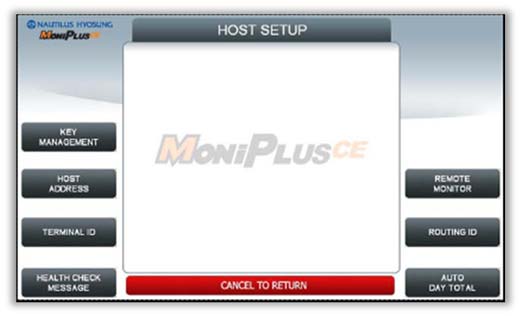 NAUTILUS HYOSUNG
MONIPLUSCE
HOST SETUP
MONIPLUSCE
KEY
MANAGEMENT
HOST
ADDRESS
REMOTE
MONITOR
TERMINAL ID
ROUTING ID
HEALTH CHECK
MESSAGE
CANCEL TO RETURN
AUTO
DAY TOTAL